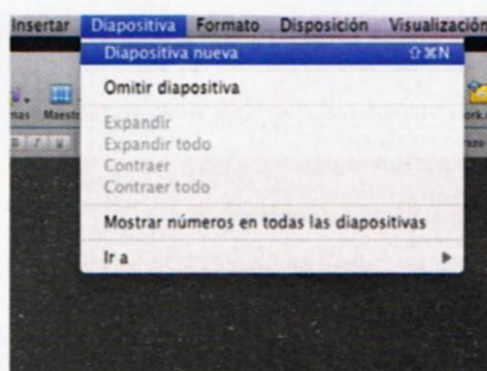 Insertar Diapositiva Formato Disposición Visualización
Diapositiva nueva ⇧⌘N
Omitir diapositiva
Maestr
Expandir
Expandir todo
Contraer
Contraer todo
Mostrar números en todas las diapositivas
Ir a